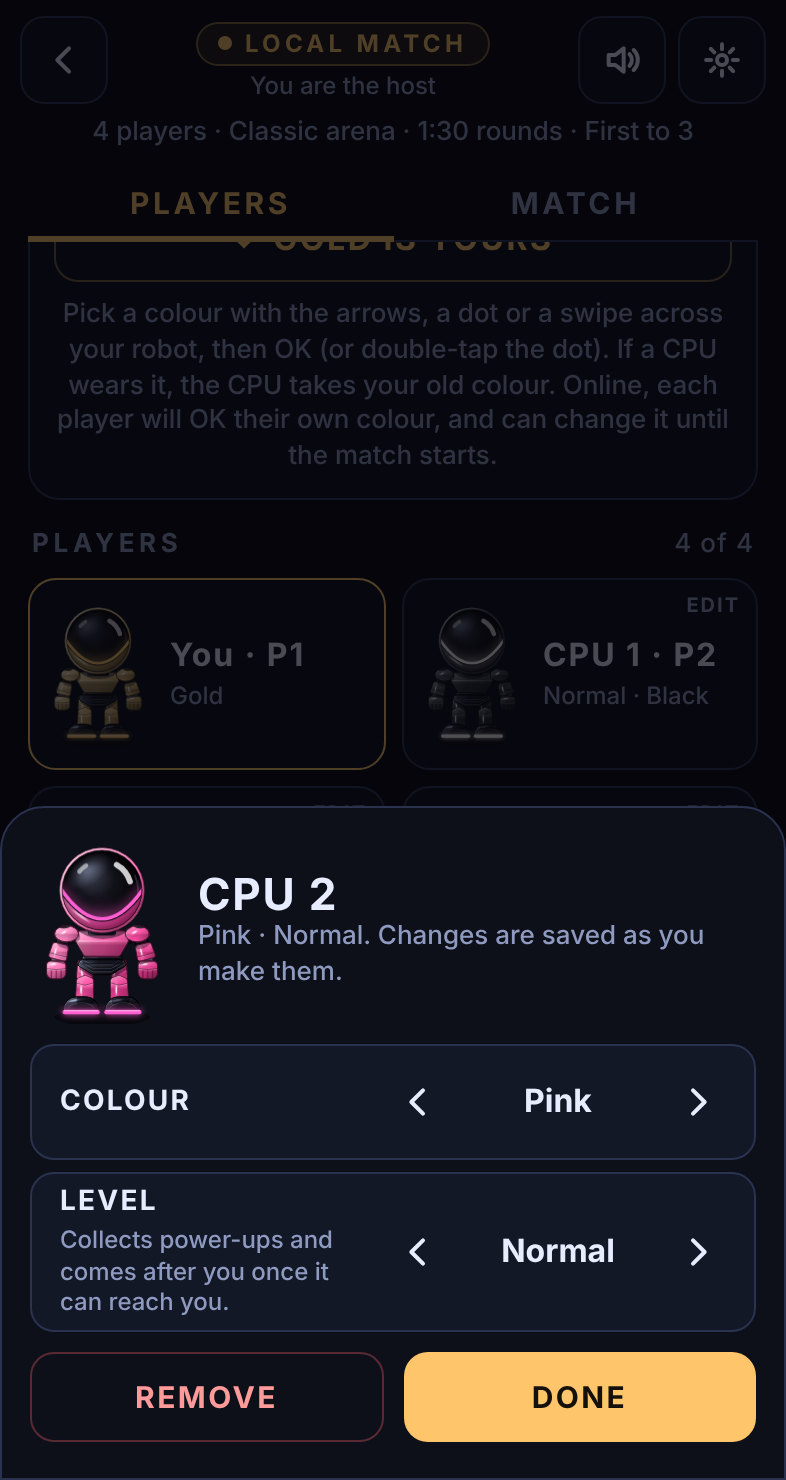 LOCAL MATCH
You are the host
4 players · Classic arena · 1:30 rounds · First to 3
PLAYERS
MATCH
GOLD IS YOURS
Pick a colour with the arrows, a dot or a swipe across
your robot, then OK (or double-tap the dot). If a CPU
wears it, the CPU takes your old colour. Online, each
player will OK their own colour, and can change it until
the match starts.
PLAYERS
4 of 4
You · P1
Gold
EDIT
CPU 1 · P2
Normal · Black
CPU 2
Pink · Normal. Changes are saved as you
make them.
COLOUR
Pink
LEVEL
Collects power-ups and
comes after you once it
can reach you.
Normal
REMOVE
DONE